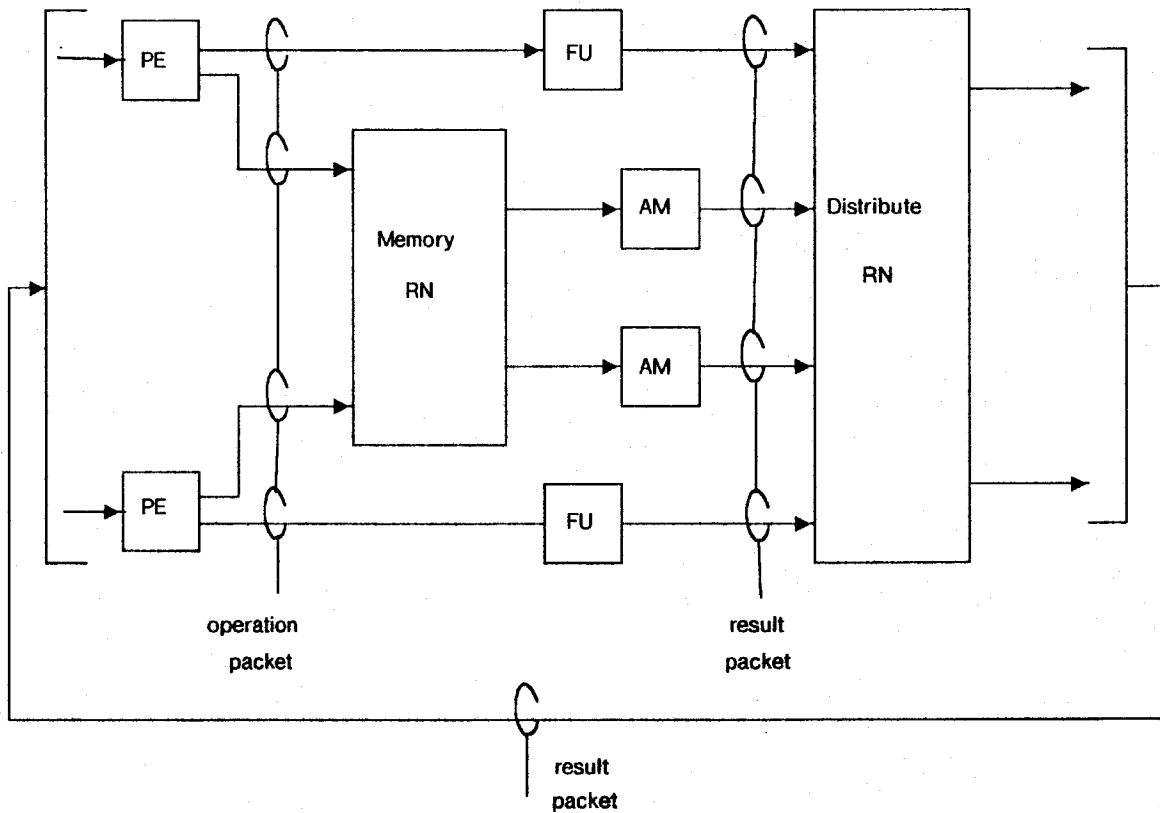 PE
FU
Memory
RN
AM
Distribute
RN
AM
PE
FU
operation
packet
result
packet
result
packet